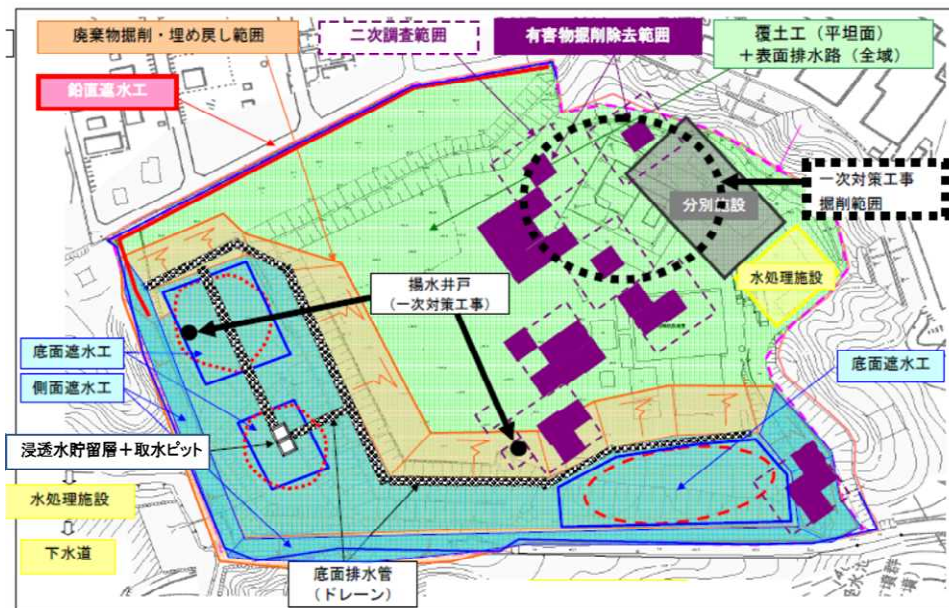 廃棄物掘削・埋め戻し範囲
二次調査範囲
有害物掘削除去範囲
覆土工（平坦面）
＋表面排水路（全域）
鉛直遮水工
一次対策工事
掘削範囲
分別施設
水処理施設
揚水井戸
（一次対策工事）
底面遮水工
側面遮水工
底面遮水工
浸透水貯留層＋取水ピット
水処理施設
下水道
底面排水管
（ドレーン）